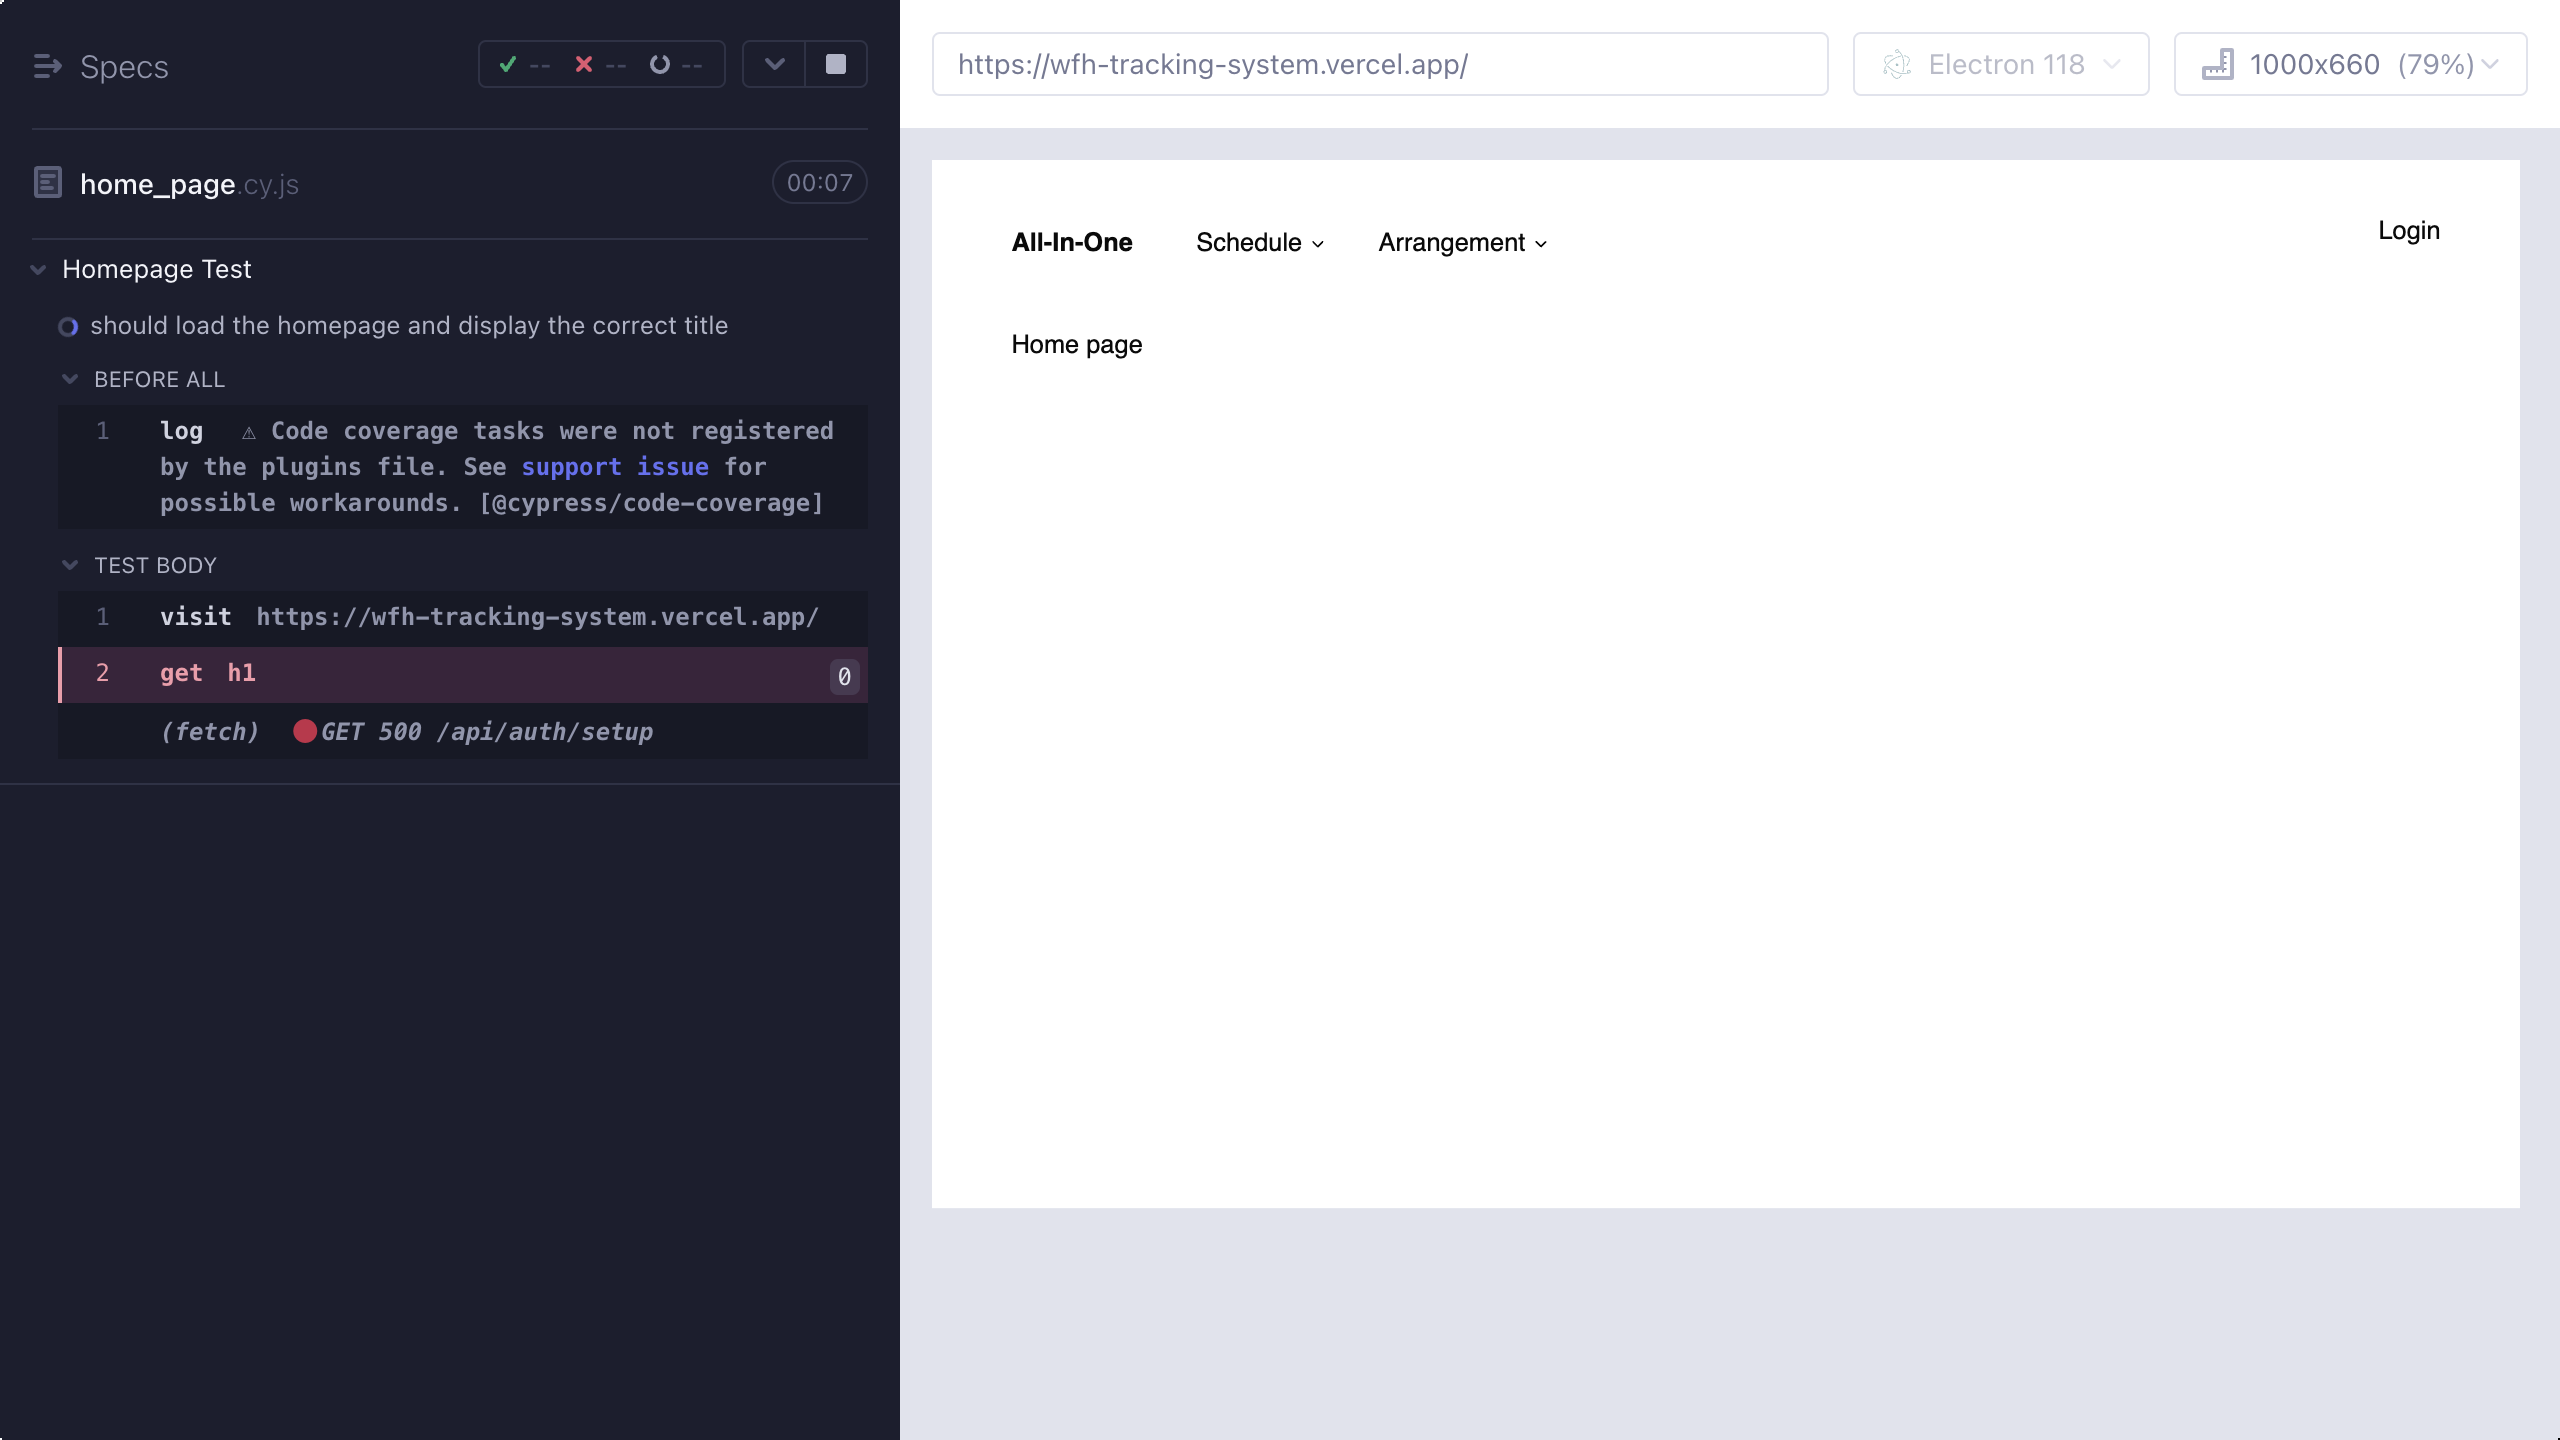 Specs
-- -- --
home_page.cy.js 00:07
Homepage Test
should load the homepage and display the correct title
BEFORE ALL
1 log ⚠ Code coverage tasks were not registered
by the plugins file. See support issue for
possible workarounds. [@cypress/code-coverage]
TEST BODY
1 visit https://wfh-tracking-system.vercel.app/
2 get h1 0
(fetch) GET 500 /api/auth/setup
https://wfh-tracking-system.vercel.app/
Electron 118
1000x660 (79%)
All-In-One Schedule Arrangement Login
Home page